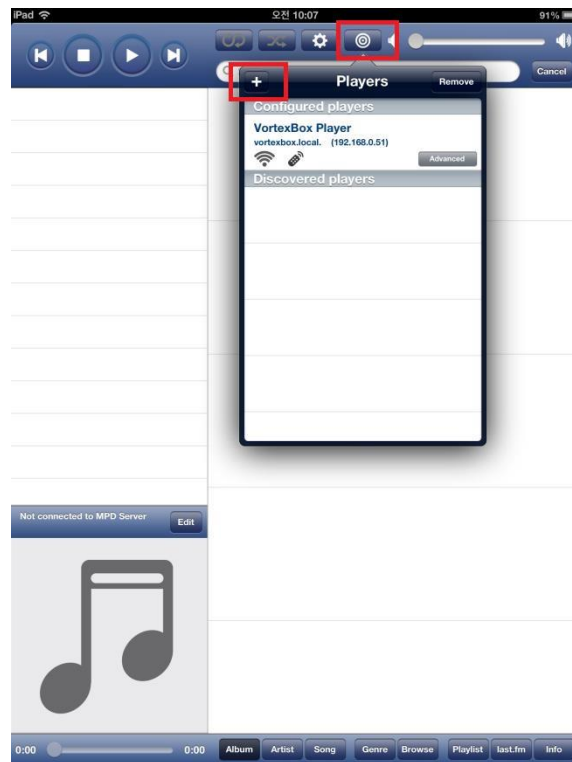 iPad 오전 10:07 91%
Cancel
+ Players Remove
Configured players
VortexBox Player
vortexbox.local. (192.168.0.51)
Advanced
Discovered players
Not connected to MPD Server Edit
0:00 0:00 Album Artist Song Genre Browse Playlist last.fm Info